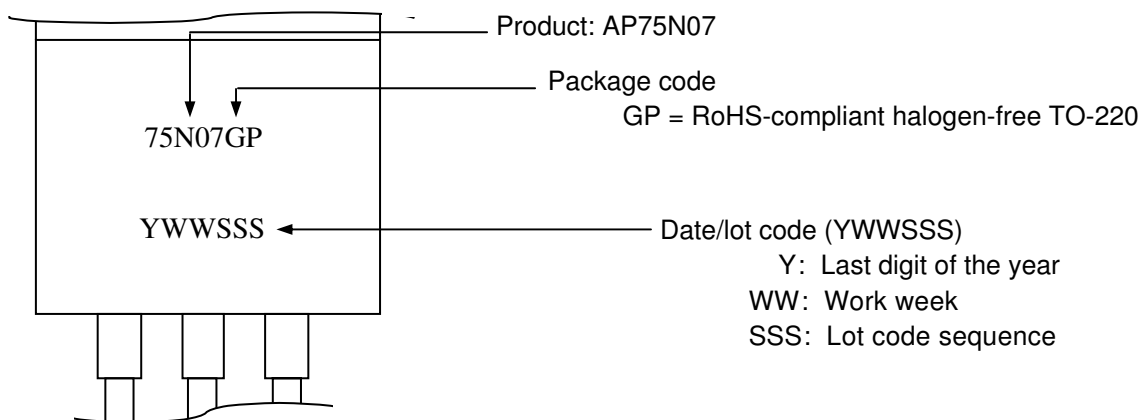 Product: AP75N07
Package code
GP = RoHS-compliant halogen-free TO-220
75N07GP
YWWSSS
Date/lot code (YWWSSS)
Y: Last digit of the year
WW: Work week
SSS: Lot code sequence